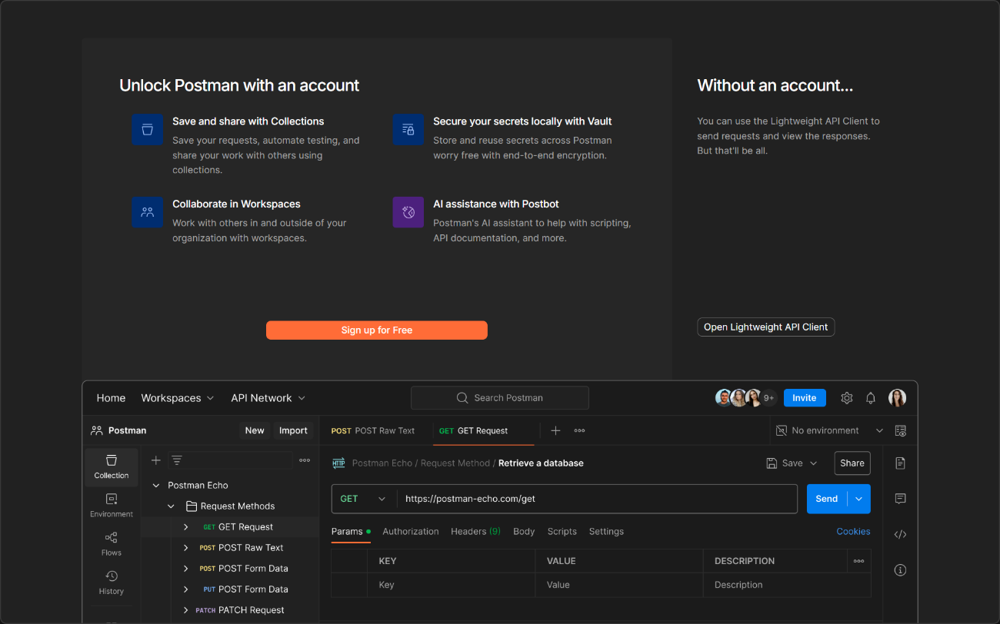 Unlock Postman with an account
Save and share with Collections
Save your requests, automate testing, and
share your work with others using
collections.
Secure your secrets locally with Vault
Store and reuse secrets across Postman
worry free with end-to-end encryption.
Collaborate in Workspaces
Work with others in and outside of your
organization with workspaces.
AI assistance with Postbot
Postman's AI assistant to help with scripting,
API documentation, and more.
Sign up for Free
Without an account...
You can use the Lightweight API Client to
send requests and view the responses.
But that'll be all.
Open Lightweight API Client
Home Workspaces API Network Search Postman 9+ Invite
Postman New Import POST POST Raw Text GET GET Request No environment
Collection
Environment
Flows
History
Postman Echo
Request Methods
GET GET Request
POST POST Raw Text
POST POST Form Data
PUT POST Form Data
PATCH PATCH Request
HTTP Postman Echo / Request Method / Retrieve a database Save Share
GET https://postman-echo.com/get Send
Params Authorization Headers (9) Body Scripts Settings Cookies
KEY VALUE DESCRIPTION
Key Value Description